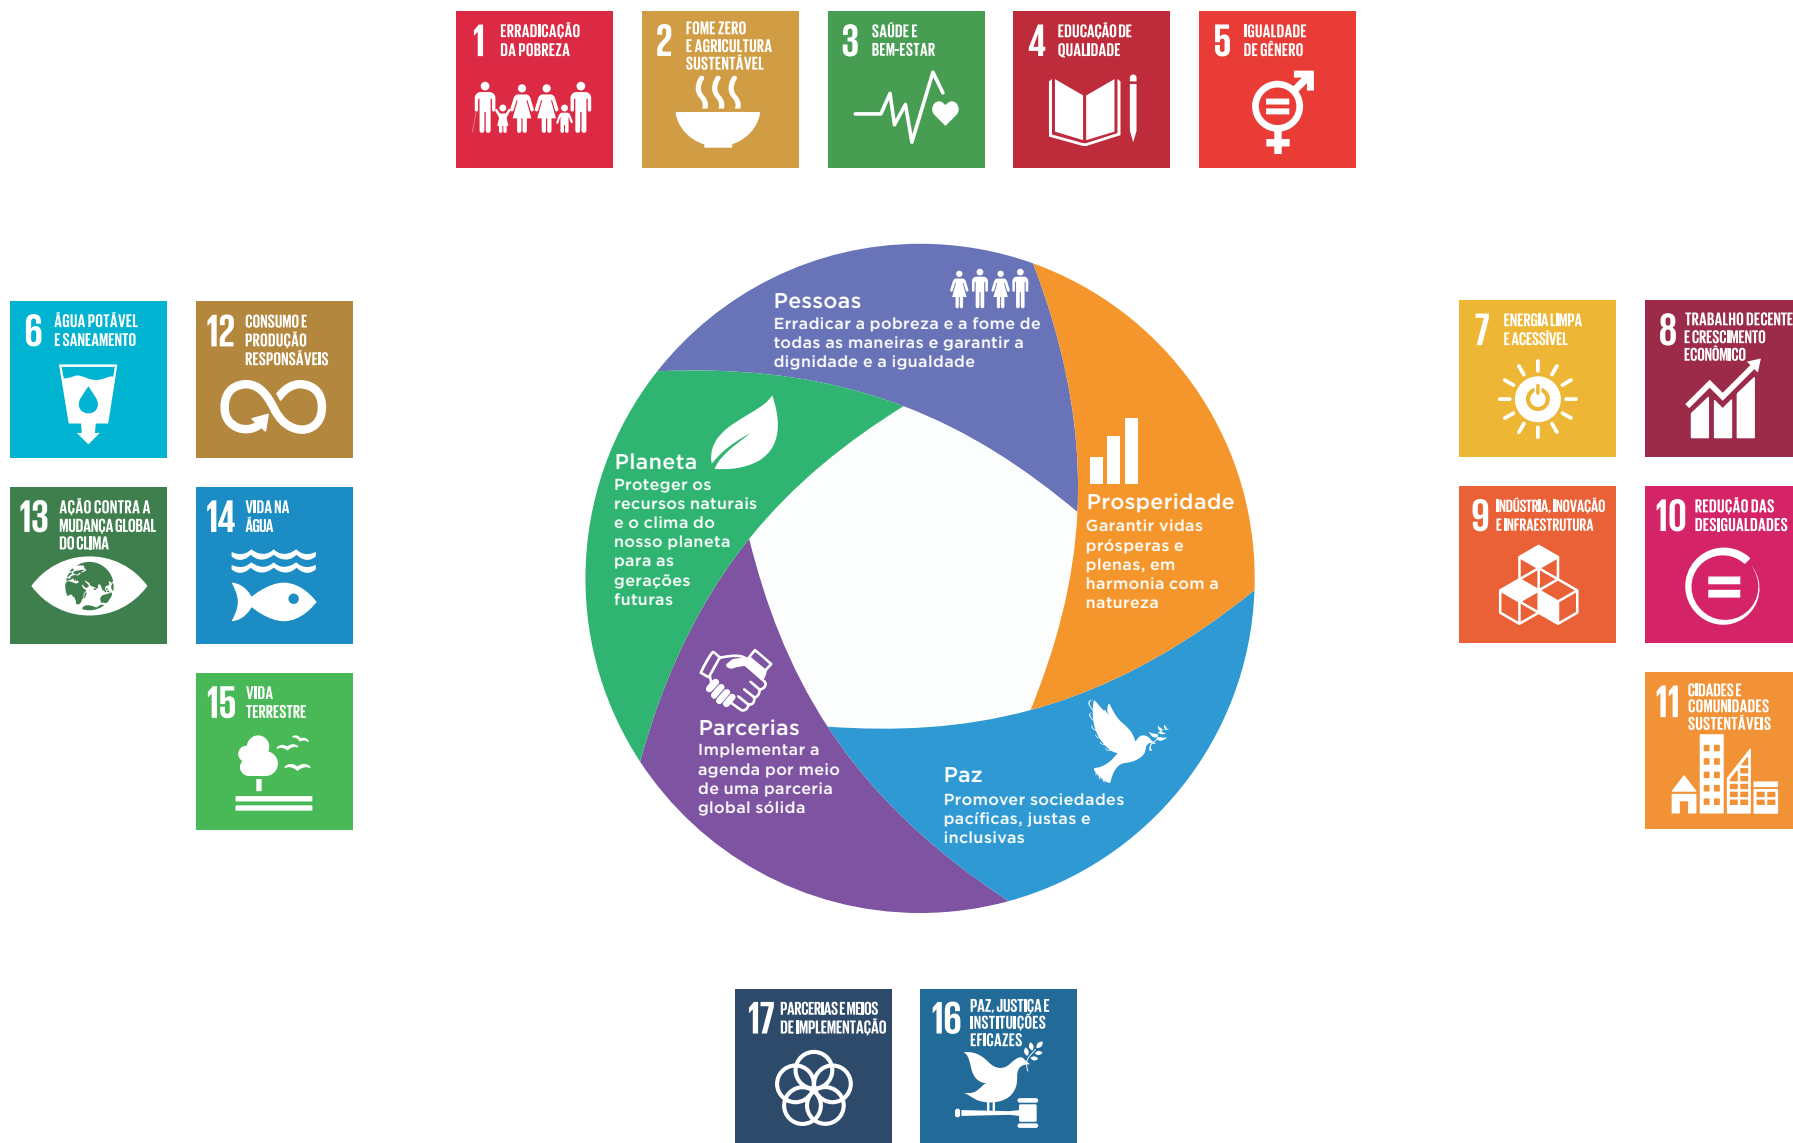 1 ERRADICAÇÃO
DA POBREZA
2 FOME ZERO
E AGRICULTURA
SUSTENTÁVEL
3 SAÚDE E
BEM-ESTAR
4 EDUCAÇÃO DE
QUALIDADE
5 IGUALDADE
DE GÊNERO
6 ÁGUA POTÁVEL
E SANEAMENTO
12 CONSUMO E
PRODUÇÃO
RESPONSÁVEIS
13 AÇÃO CONTRA A
MUDANÇA GLOBAL
DO CLIMA
14 VIDA NA
ÁGUA
15 VIDA
TERRESTRE
Pessoas
Erradicar a pobreza e a fome de
todas as maneiras e garantir a
dignidade e a igualdade
Planeta
Proteger os
recursos naturais
e o clima do
nosso planeta
para as
gerações
futuras
Prosperidade
Garantir vidas
prósperas e
plenas, em
harmonia com a
natureza
Parcerias
Implementar a
agenda por meio
de uma parceria
global sólida
Paz
Promover sociedades
pacíficas, justas e
inclusivas
7 ENERGIA LIMPA
E ACESSÍVEL
8 TRABALHO DECENTE
E CRESCIMENTO
ECONÔMICO
9 INDÚSTRIA, INOVAÇÃO
E INFRAESTRUTURA
10 REDUÇÃO DAS
DESIGUALDADES
11 CIDADES E
COMUNIDADES
SUSTENTÁVEIS
17 PARCERIAS E MEIOS
DE IMPLEMENTAÇÃO
16 PAZ, JUSTIÇA E
INSTITUIÇÕES
EFICAZES